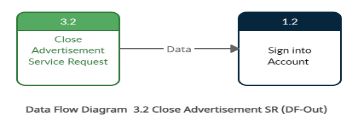 3.2
Close
Advertisement
Service Request
Data
1.2
Sign into
Account
Data Flow Diagram 3.2 Close Advertisement SR (DF-Out)